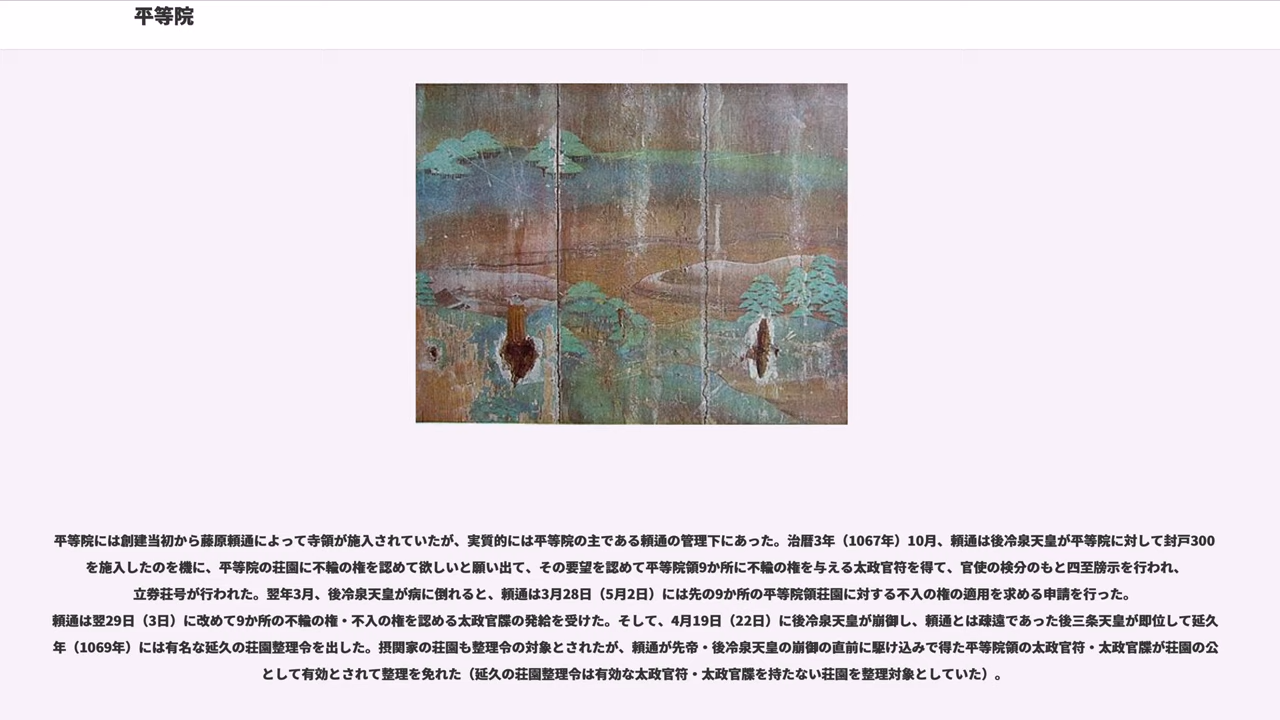 平等院
平等院には創建当初から藤原頼通によって寺領が施入されていたが、実質的には平等院の主である頼通の管理下にあった。治暦3年（1067年）10月、頼通は後冷泉天皇が平等院に対して封戸300
を施入したのを機に、平等院の荘園に不輸の権を認めて欲しいと願い出て、その要望を認めて平等院領9か所に不輸の権を与える太政官符を得て、官使の検分のもと四至牓示を行われ、
立券荘号が行われた。翌年3月、後冷泉天皇が病に倒れると、頼通は3月28日（5月2日）には先の9か所の平等院領荘園に対する不入の権の適用を求める申請を行った。
頼通は翌29日（3日）に改めて9か所の不輸の権・不入の権を認める太政官牒の発給を受けた。そして、4月19日（22日）に後冷泉天皇が崩御し、頼通とは疎遠であった後三条天皇が即位して延久
年（1069年）には有名な延久の荘園整理令を出した。摂関家の荘園も整理令の対象とされたが、頼通が先帝・後冷泉天皇の崩御の直前に駆け込みで得た平等院領の太政官符・太政官牒が荘園の公
として有効とされて整理を免れた（延久の荘園整理令は有効な太政官符・太政官牒を持たない荘園を整理対象としていた）。